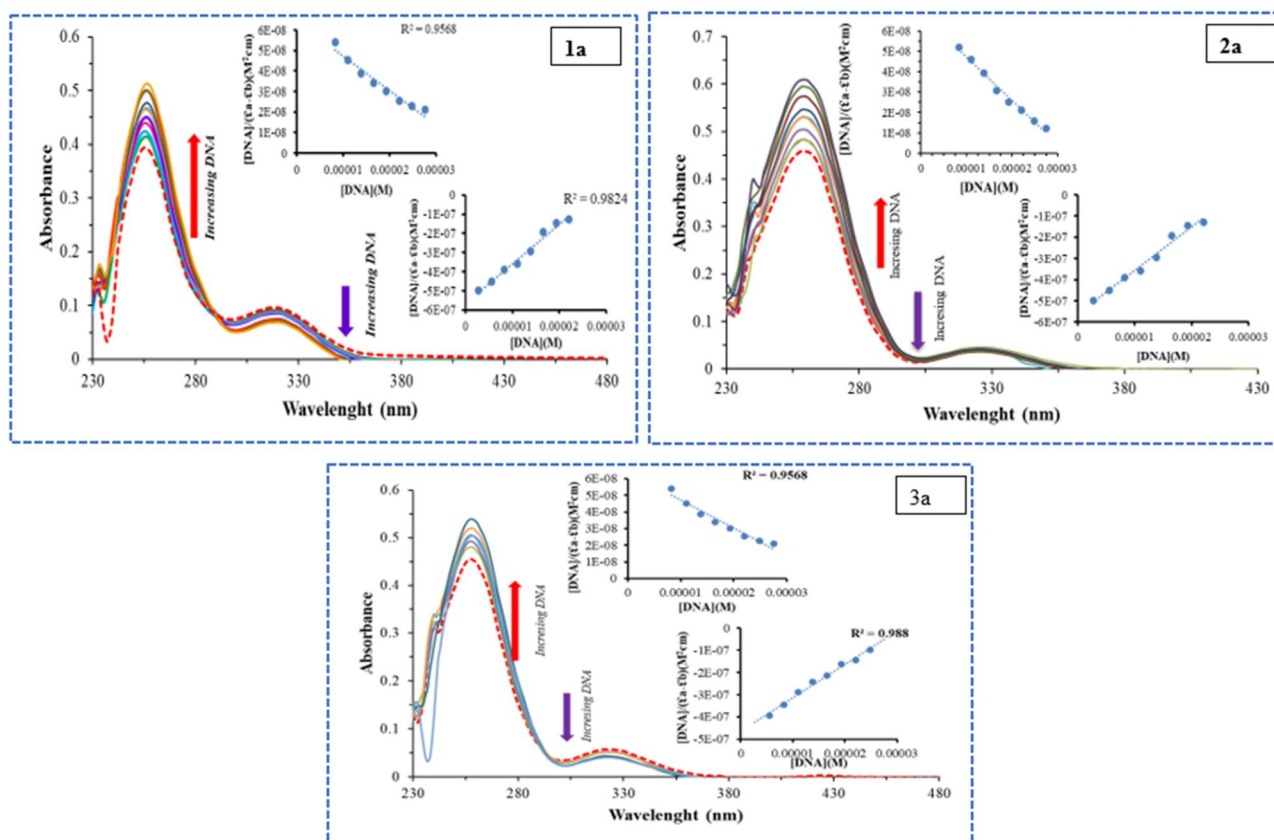 1a
Absorbance
0.6
0.5
0.4
0.3
0.2
0.1
0
230
280
330
380
430
480
Wavelenght (nm)
Increasing DNA
Increasing DNA
R² = 0.9568
[DNA]/(Ɛa-Ɛb)(M²cm)
6E-08
5E-08
4E-08
3E-08
2E-08
1E-08
0
0
0.00001
0.00002
0.00003
[DNA](M)
R² = 0.9824
[DNA]/(Ɛa-Ɛb)(M²cm)
0
-1E-07
-2E-07
-3E-07
-4E-07
-5E-07
-6E-07
0
0.00001
0.00002
0.00003
[DNA](M)
2a
Absorbance
0.7
0.6
0.5
0.4
0.3
0.2
0.1
0
230
280
330
380
430
Wavelenght (nm)
Incresing DNA
Incresing DNA
[DNA]/(Ɛa-Ɛb)(M²cm)
6E-08
5E-08
4E-08
3E-08
2E-08
1E-08
0
0
0.00001
0.00002
0.00003
[DNA](M)
[DNA]/(Ɛa-Ɛb)(M²cm)
0
-1E-07
-2E-07
-3E-07
-4E-07
-5E-07
-6E-07
0
0.00001
0.00002
0.00003
[DNA](M)
3a
Absorbance
0.6
0.5
0.4
0.3
0.2
0.1
0
230
280
330
380
430
480
Wavelenght (nm)
Incresing DNA
Incresing DNA
R² = 0.9568
[DNA]/(Ɛa-Ɛb)(M²cm)
6E-08
5E-08
4E-08
3E-08
2E-08
1E-08
0
0
0.00001
0.00002
0.00003
[DNA](M)
R² = 0.988
[DNA]/(Ɛa-Ɛb)(M²cm)
0
-1E-07
-2E-07
-3E-07
-4E-07
-5E-07
0
0.00001
0.00002
0.00003
[DNA](M)